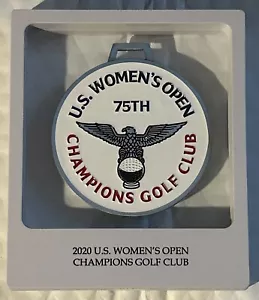 U.S. WOMEN'S OPEN
75TH
CHAMPIONS GOLF CLUB
2020 U.S. WOMEN'S OPEN
CHAMPIONS GOLF CLUB